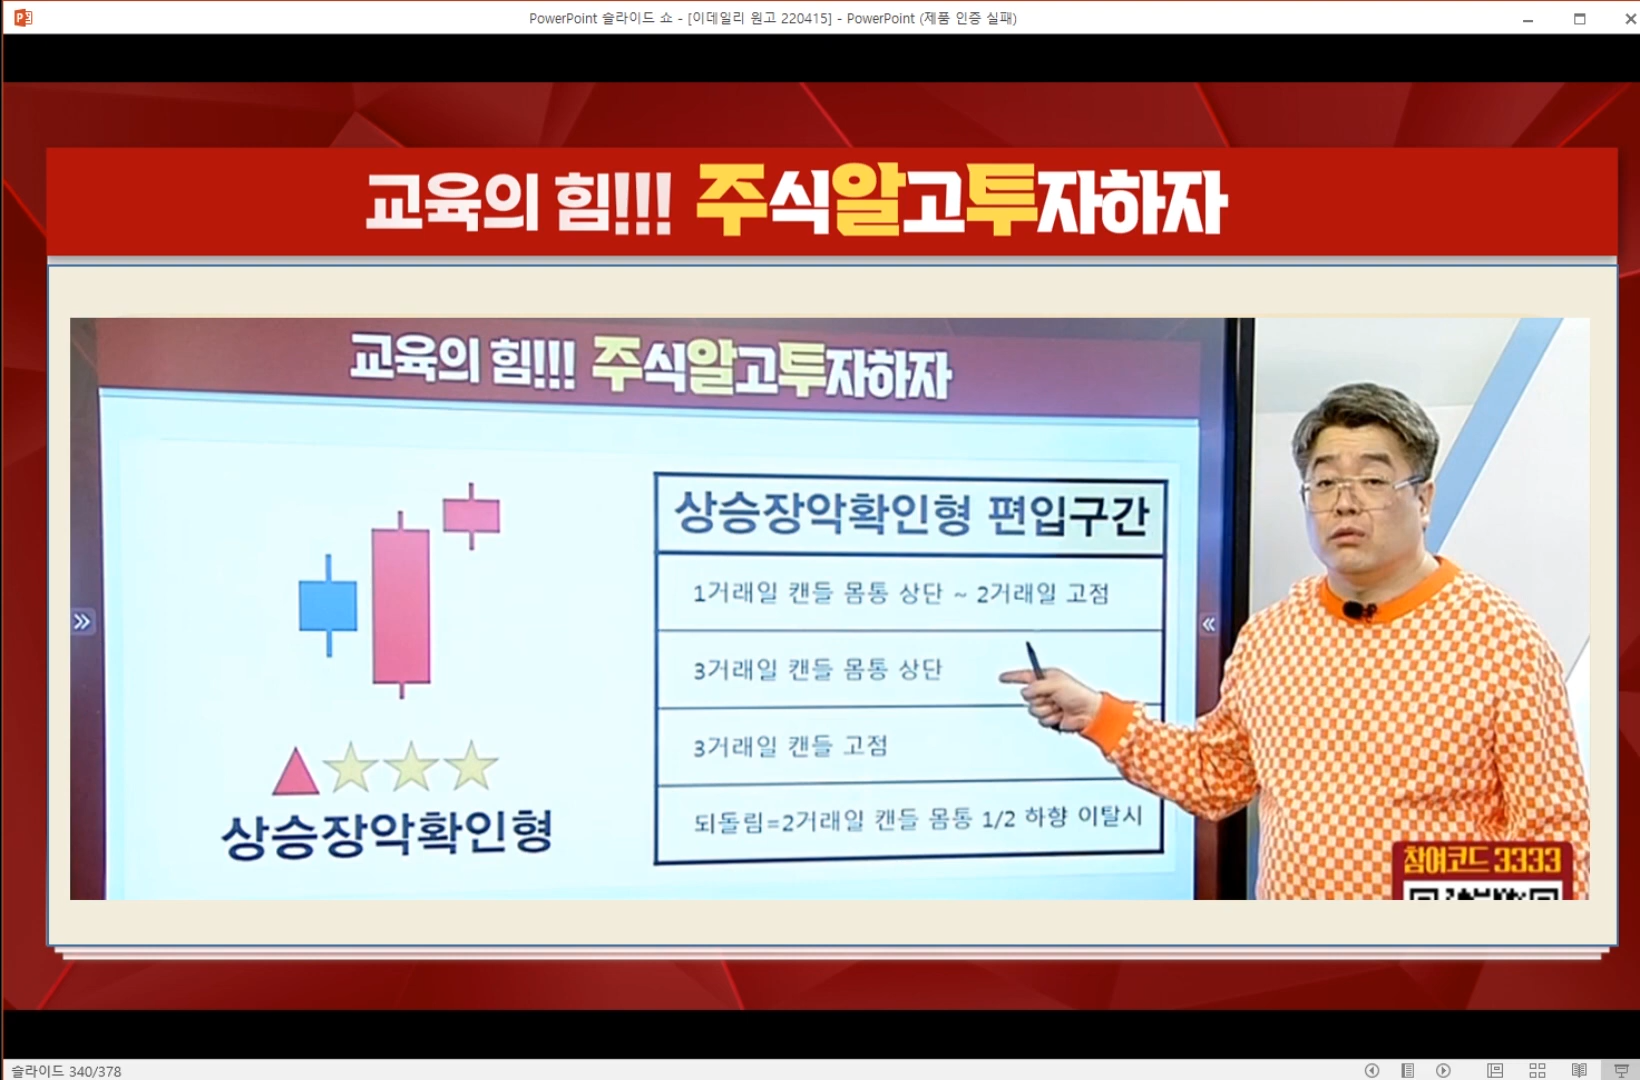 PowerPoint 슬라이드 쇼 - [이데일리 원고 220415] - PowerPoint (제품 인증 실패)
교육의 힘!!! 주식알고투자하자
교육의 힘!!! 주식알고투자하자
상승장악확인형 편입구간
1거래일 캔들 몸통 상단 ~ 2거래일 고점
3거래일 캔들 몸통 상단
3거래일 캔들 고점
되돌림=2거래일 캔들 몸통 1/2 하향 이탈시
상승장악확인형
참여코드 3333
슬라이드 340/378